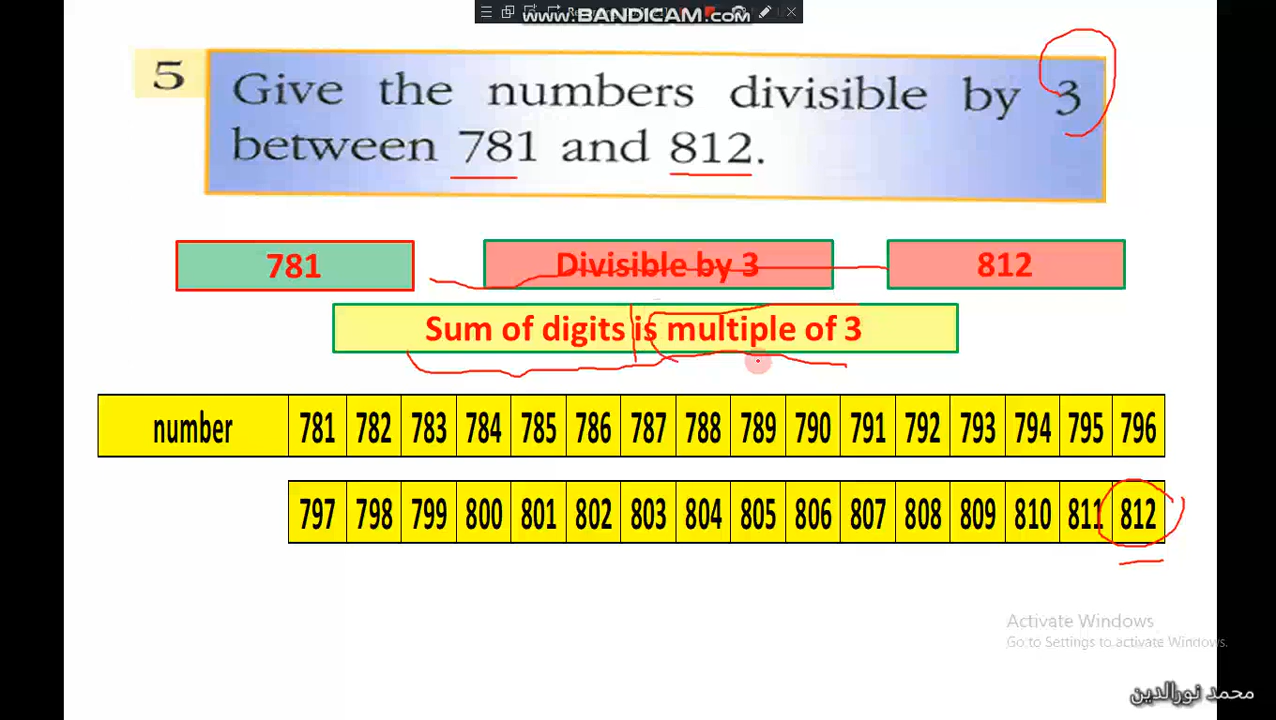 www.BANDICAM.com
5 Give the numbers divisible by 3
between 781 and 812.
781 Divisible by 3 812
Sum of digits is multiple of 3
number 781 782 783 784 785 786 787 788 789 790 791 792 793 794 795 796
797 798 799 800 801 802 803 804 805 806 807 808 809 810 811 812
Activate Windows
Go to Settings to activate Windows.
محمد نورالدين